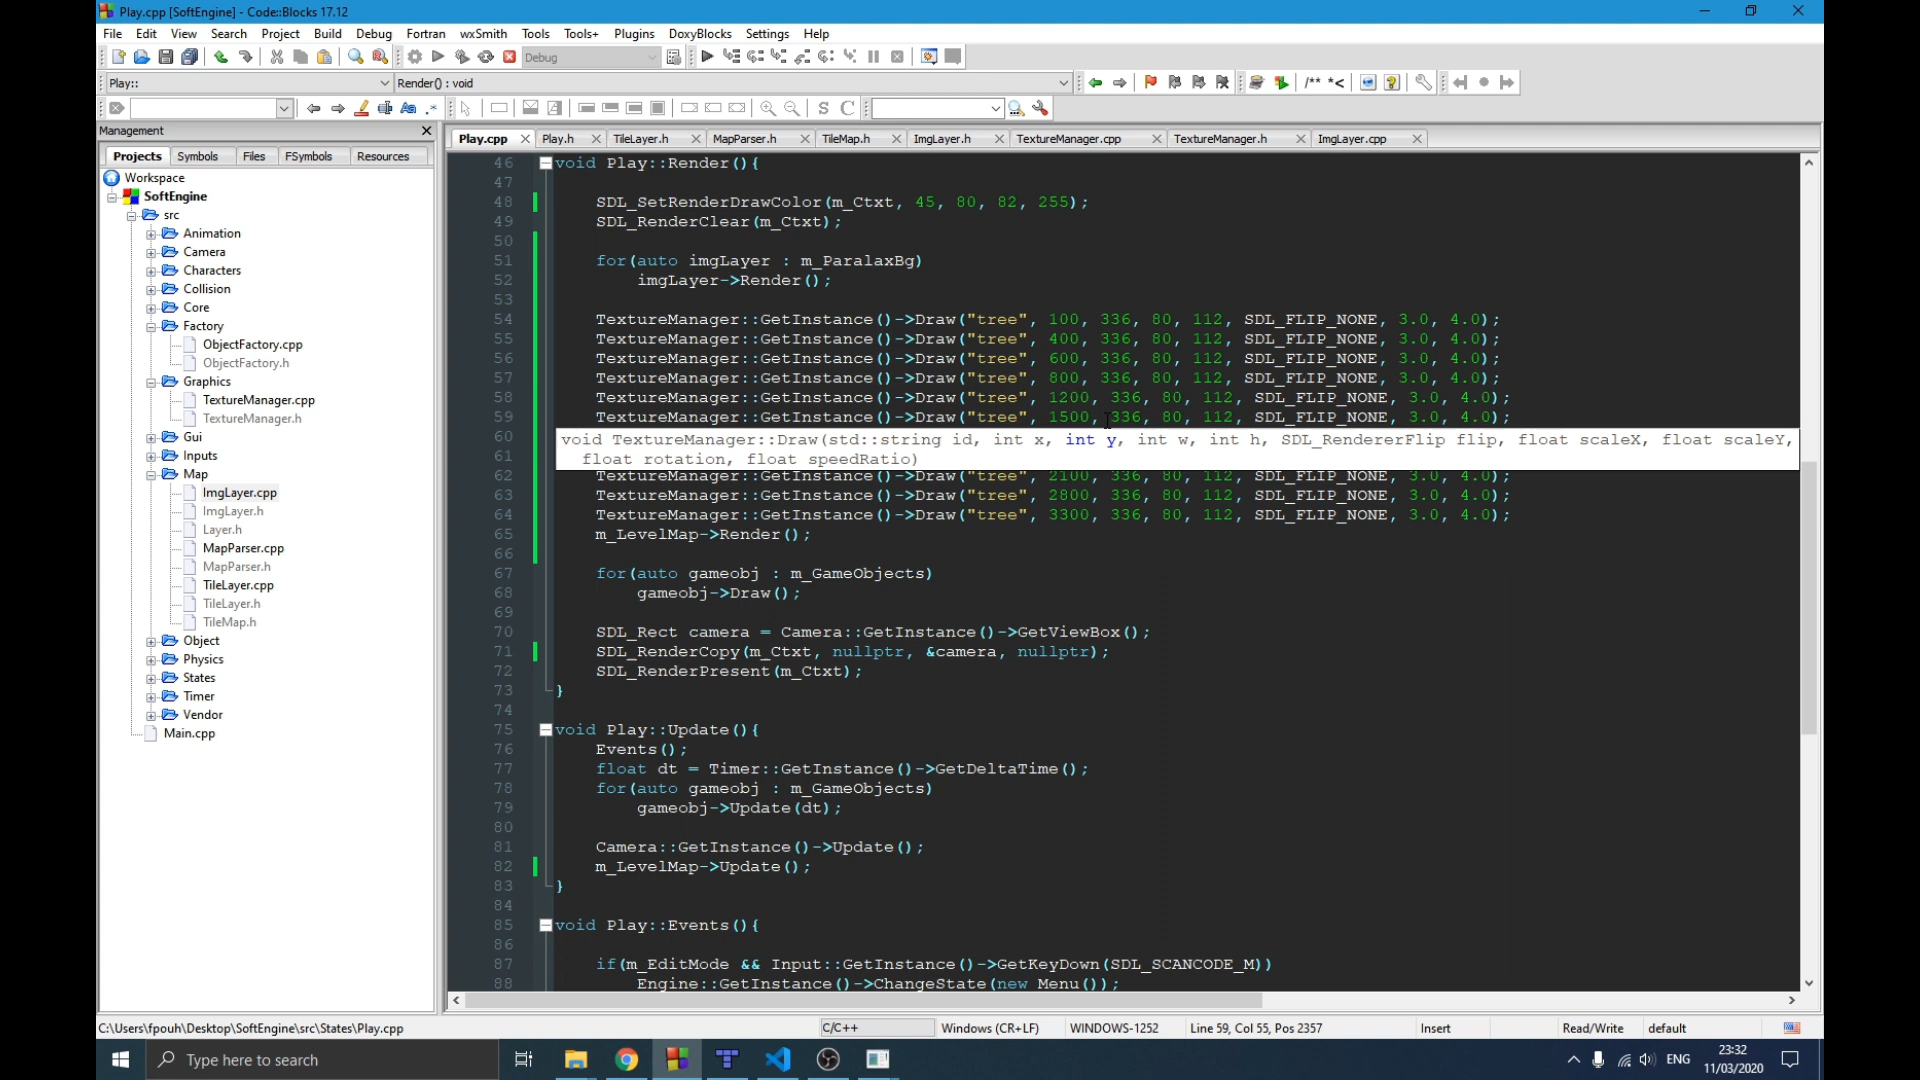 Play.cpp [SoftEngine] - Code::Blocks 17.12
File Edit View Search Project Build Debug Fortran wxSmith Tools Tools+ Plugins DoxyBlocks Settings Help
Debug
Play:: Render() : void
/** *<
S C
Management
Projects Symbols Files FSymbols Resources
Play.cpp Play.h TileLayer.h MapParser.h TileMap.h ImgLayer.h TextureManager.cpp TextureManager.h ImgLayer.cpp
Workspace
SoftEngine
src
Animation
Camera
Characters
Collision
Core
Factory
ObjectFactory.cpp
ObjectFactory.h
Graphics
TextureManager.cpp
TextureManager.h
Gui
Inputs
Map
ImgLayer.cpp
ImgLayer.h
Layer.h
MapParser.cpp
MapParser.h
TileLayer.cpp
TileLayer.h
TileMap.h
Object
Physics
States
Timer
Vendor
Main.cpp
46 void Play::Render(){
47
48 SDL_SetRenderDrawColor(m_Ctxt, 45, 80, 82, 255);
49 SDL_RenderClear(m_Ctxt);
50
51 for(auto imgLayer : m_ParalaxBg)
52 imgLayer->Render();
53
54 TextureManager::GetInstance()->Draw("tree", 100, 336, 80, 112, SDL_FLIP_NONE, 3.0, 4.0);
55 TextureManager::GetInstance()->Draw("tree", 400, 336, 80, 112, SDL_FLIP_NONE, 3.0, 4.0);
56 TextureManager::GetInstance()->Draw("tree", 600, 336, 80, 112, SDL_FLIP_NONE, 3.0, 4.0);
57 TextureManager::GetInstance()->Draw("tree", 800, 336, 80, 112, SDL_FLIP_NONE, 3.0, 4.0);
58 TextureManager::GetInstance()->Draw("tree", 1200, 336, 80, 112, SDL_FLIP_NONE, 3.0, 4.0);
59 TextureManager::GetInstance()->Draw("tree", 1500, 336, 80, 112, SDL_FLIP_NONE, 3.0, 4.0);
60 void TextureManager::Draw(std::string id, int x, int y, int w, int h, SDL_RendererFlip flip, float scaleX, float scaleY,
61 float rotation, float speedRatio)
62 TextureManager::GetInstance()->Draw("tree", 2100, 336, 80, 112, SDL_FLIP_NONE, 3.0, 4.0);
63 TextureManager::GetInstance()->Draw("tree", 2800, 336, 80, 112, SDL_FLIP_NONE, 3.0, 4.0);
64 TextureManager::GetInstance()->Draw("tree", 3300, 336, 80, 112, SDL_FLIP_NONE, 3.0, 4.0);
65 m_LevelMap->Render();
66
67 for(auto gameobj : m_GameObjects)
68 gameobj->Draw();
69
70 SDL_Rect camera = Camera::GetInstance()->GetViewBox();
71 SDL_RenderCopy(m_Ctxt, nullptr, &camera, nullptr);
72 SDL_RenderPresent(m_Ctxt);
73 }
74
75 void Play::Update(){
76 Events();
77 float dt = Timer::GetInstance()->GetDeltaTime();
78 for(auto gameobj : m_GameObjects)
79 gameobj->Update(dt);
80
81 Camera::GetInstance()->Update();
82 m_LevelMap->Update();
83 }
84
85 void Play::Events(){
86
87 if(m_EditMode && Input::GetInstance()->GetKeyDown(SDL_SCANCODE_M))
88 Engine::GetInstance()->ChangeState(new Menu());
C:\Users\fpouh\Desktop\SoftEngine\src\States\Play.cpp C/C++ Windows (CR+LF) WINDOWS-1252 Line 59, Col 55, Pos 2357 Insert Read/Write default
Type here to search
ENG
23:32
11/03/2020